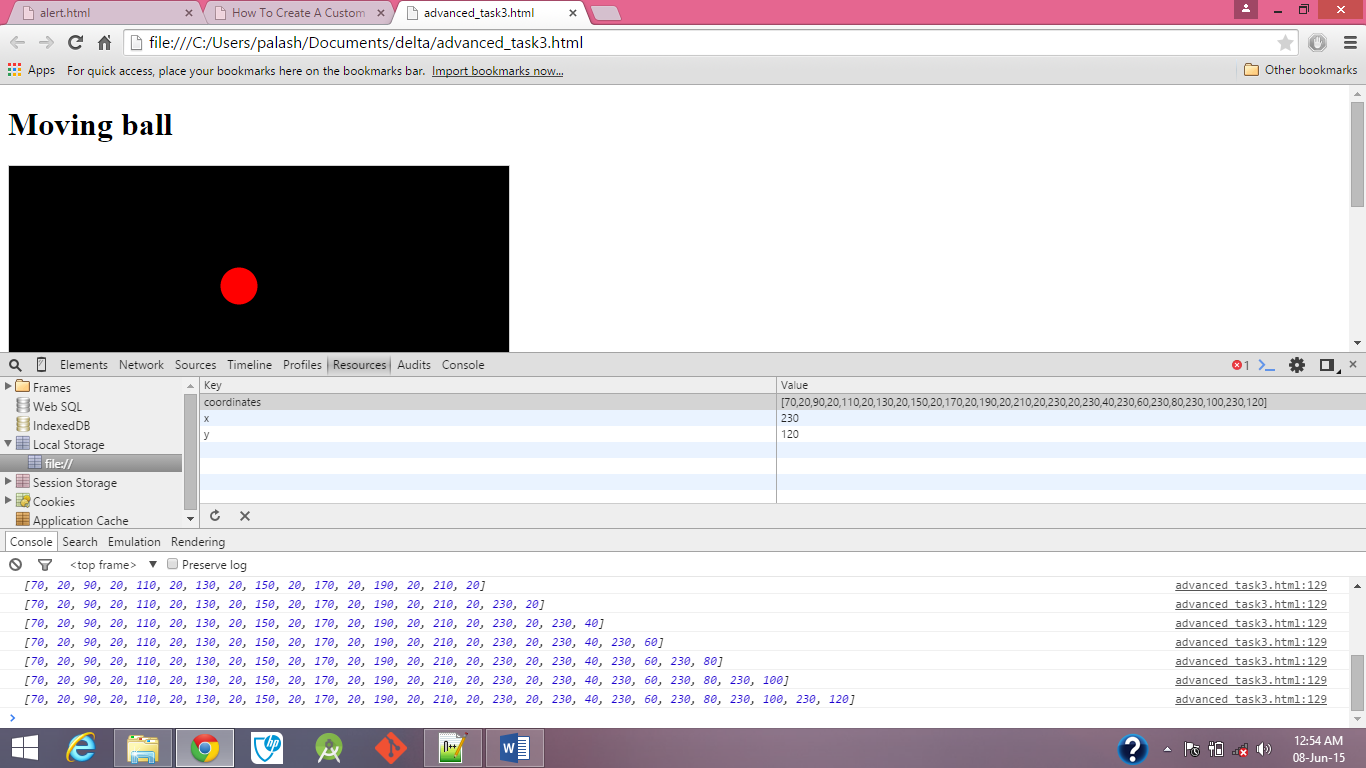 alert.html
How To Create A Custom
advanced_task3.html
file:///C:/Users/palash/Documents/delta/advanced_task3.html
Apps For quick access, place your bookmarks here on the bookmarks bar. Import bookmarks now... Other bookmarks
Moving ball
Elements Network Sources Timeline Profiles Resources Audits Console 1
Frames
Web SQL
IndexedDB
Local Storage
file://
Session Storage
Cookies
Application Cache
Key Value
coordinates [70,20,90,20,110,20,130,20,150,20,170,20,190,20,210,20,230,20,230,40,230,60,230,80,230,100,230,120]
x 230
y 120
Console Search Emulation Rendering
<top frame> Preserve log
[70, 20, 90, 20, 110, 20, 130, 20, 150, 20, 170, 20, 190, 20, 210, 20] advanced_task3.html:129
[70, 20, 90, 20, 110, 20, 130, 20, 150, 20, 170, 20, 190, 20, 210, 20, 230, 20] advanced_task3.html:129
[70, 20, 90, 20, 110, 20, 130, 20, 150, 20, 170, 20, 190, 20, 210, 20, 230, 20, 230, 40] advanced_task3.html:129
[70, 20, 90, 20, 110, 20, 130, 20, 150, 20, 170, 20, 190, 20, 210, 20, 230, 20, 230, 40, 230, 60] advanced_task3.html:129
[70, 20, 90, 20, 110, 20, 130, 20, 150, 20, 170, 20, 190, 20, 210, 20, 230, 20, 230, 40, 230, 60, 230, 80] advanced_task3.html:129
[70, 20, 90, 20, 110, 20, 130, 20, 150, 20, 170, 20, 190, 20, 210, 20, 230, 20, 230, 40, 230, 60, 230, 80, 230, 100] advanced_task3.html:129
[70, 20, 90, 20, 110, 20, 130, 20, 150, 20, 170, 20, 190, 20, 210, 20, 230, 20, 230, 40, 230, 60, 230, 80, 230, 100, 230, 120] advanced_task3.html:129
12:54 AM
08-Jun-15